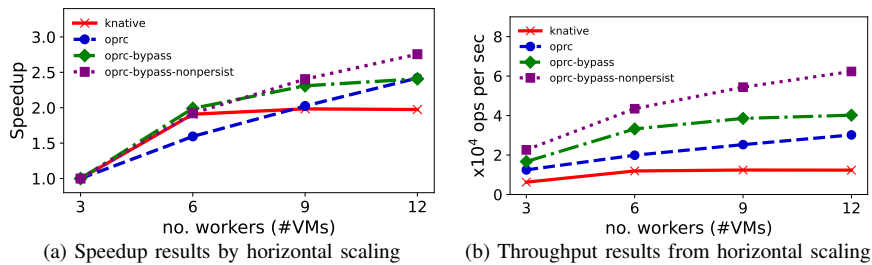 knative
oprc
oprc-bypass
oprc-bypass-nonpersist
Speedup
3.0
2.5
2.0
1.5
1.0
3 6 9 12
no. workers (#VMs)
(a) Speedup results by horizontal scaling
knative
oprc
oprc-bypass
oprc-bypass-nonpersist
x10⁴ ops per sec
8
6
4
2
0
3 6 9 12
no. workers (#VMs)
(b) Throughput results from horizontal scaling